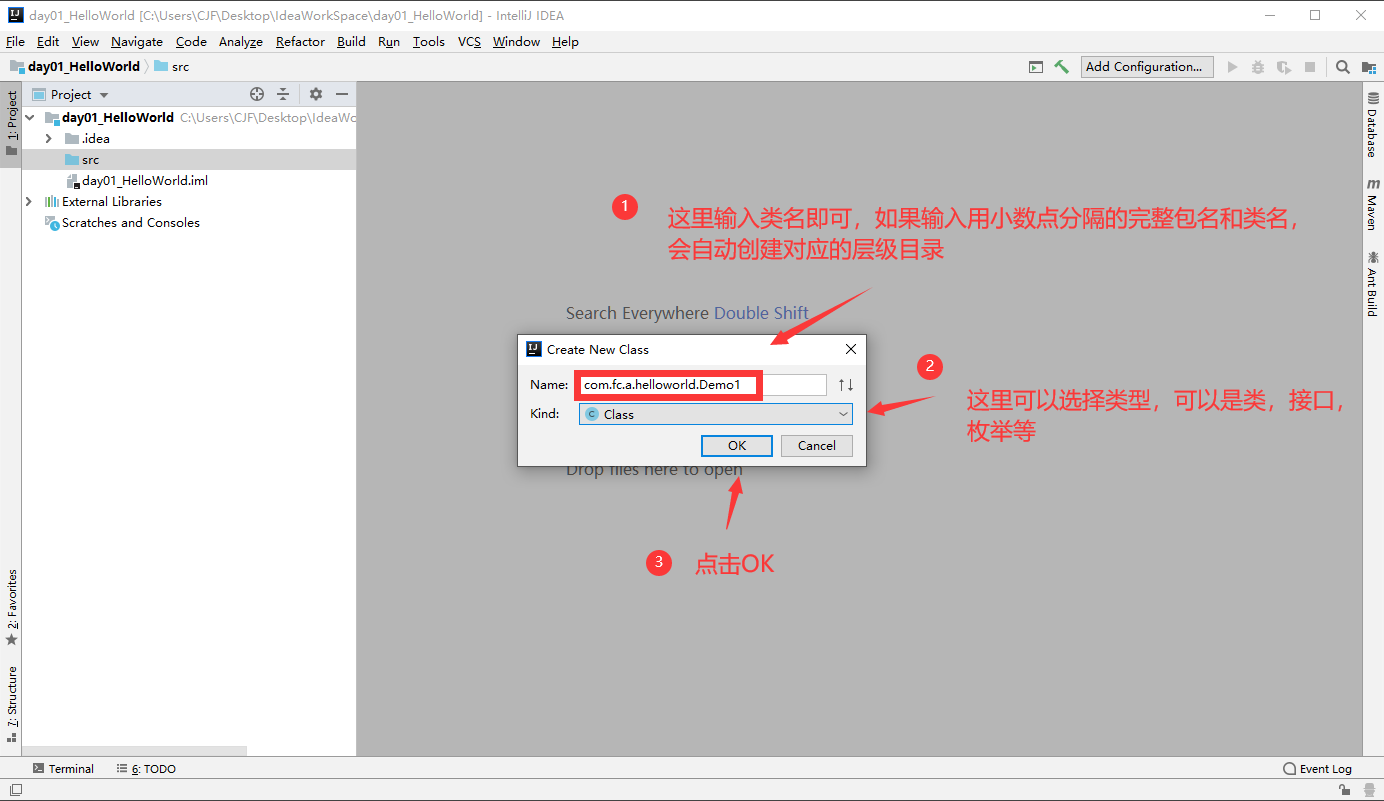 day01_HelloWorld [C:\Users\CJF\Desktop\IdeaWorkSpace\day01_HelloWorld] - IntelliJ IDEA
File Edit View Navigate Code Analyze Refactor Build Run Tools VCS Window Help
day01_HelloWorld src
Add Configuration...
Project
day01_HelloWorld C:\Users\CJF\Desktop\IdeaWo
.idea
src
day01_HelloWorld.iml
External Libraries
Scratches and Consoles
1: Project
2: Favorites
7: Structure
1
这里输入类名即可，如果输入用小数点分隔的完整包名和类名，
会自动创建对应的层级目录
Search Everywhere Double Shift
Create New Class
Name: com.fc.a.helloworld.Demo1
Kind: C Class
OK Cancel
2
这里可以选择类型，可以是类，接口，
枚举等
Drop files here to open
3 点击OK
Database
m Maven
Ant Build
Terminal 6: TODO
Event Log